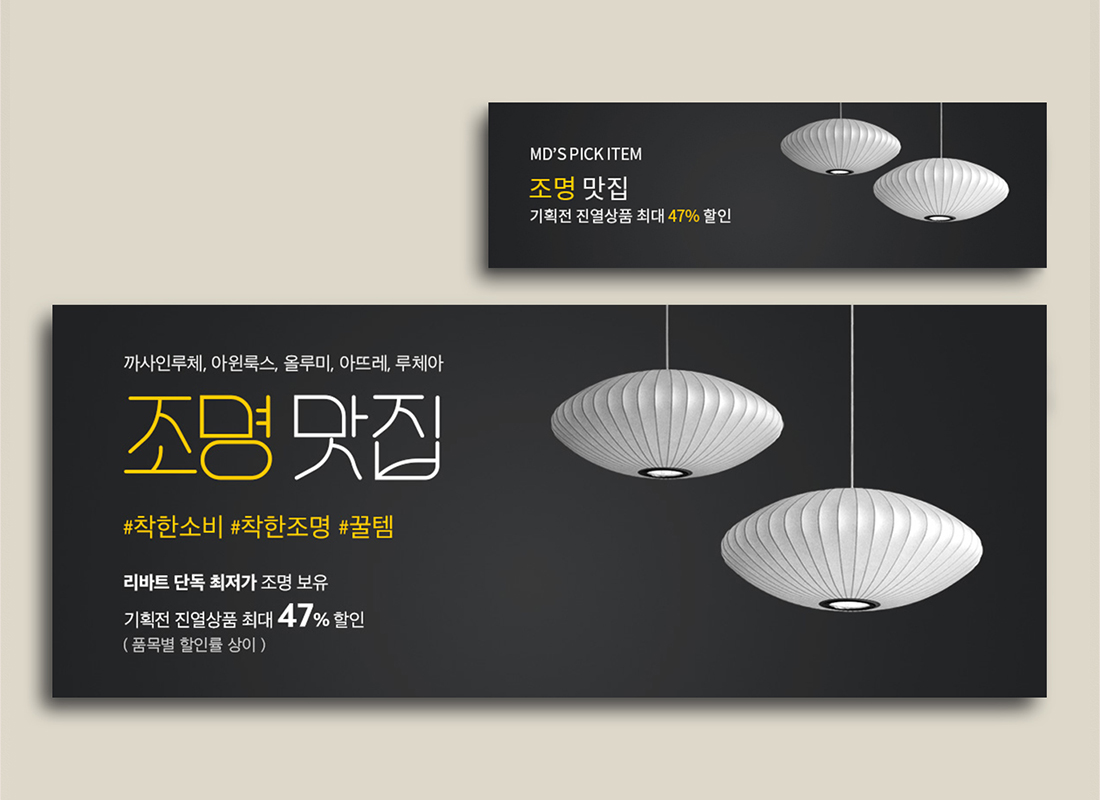 MD'S PICK ITEM
조명 맛집
기획전 진열상품 최대 47% 할인
까사인루체, 아윈룩스, 올루미, 아뜨레, 루체아
조명 맛집
#착한소비 #착한조명 #꿀템
리바트 단독 최저가 조명 보유
기획전 진열상품 최대 47% 할인
( 품목별 할인률 상이 )